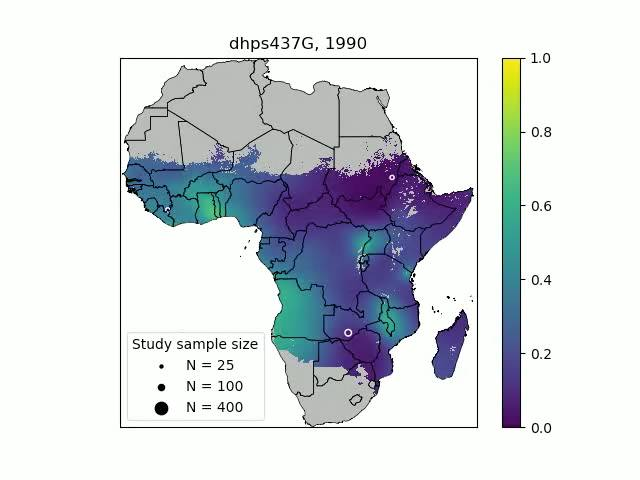 dhps437G, 1990
1.0
0.8
0.6
0.4
0.2
0.0
Study sample size
N = 25
N = 100
N = 400